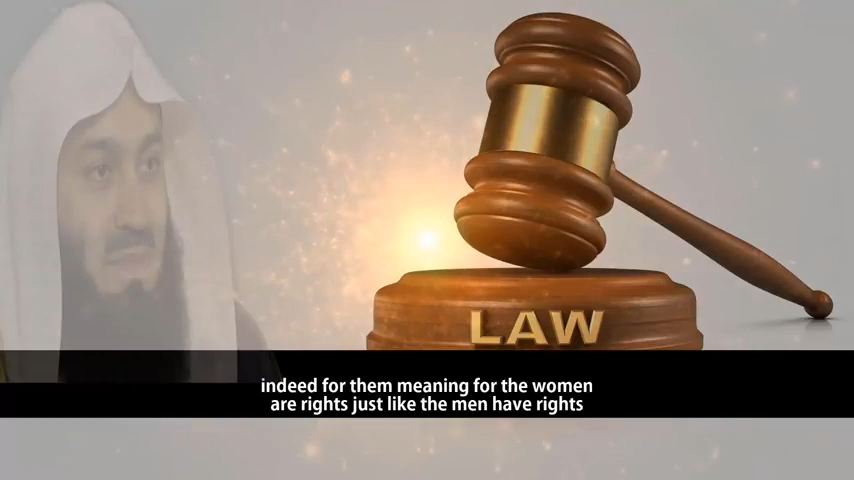 LAW
indeed for them meaning for the women
are rights just like the men have rights